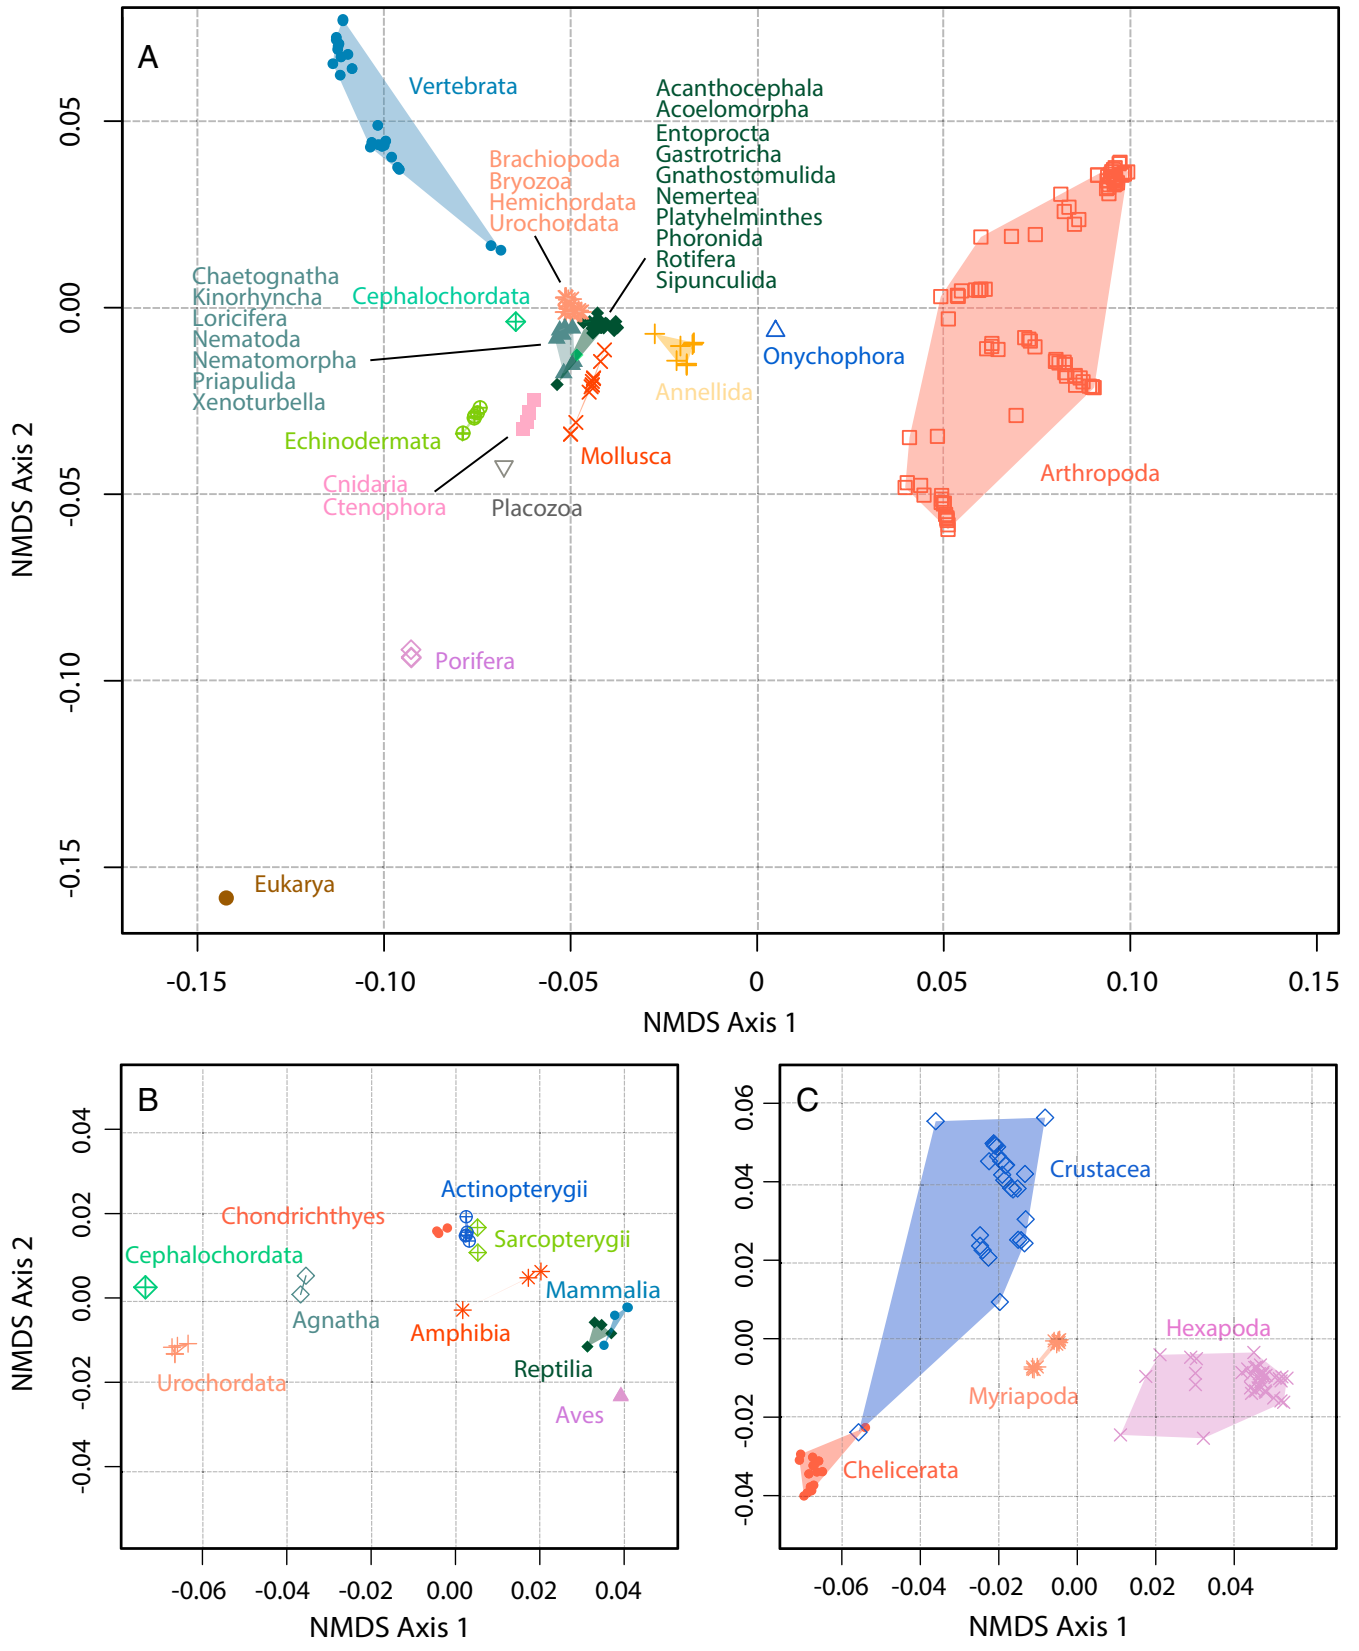 A
Vertebrata
Acanthocephala
Acoelomorpha
Entoprocta
Gastrotricha
Gnathostomulida
Nemertea
Platyhelminthes
Phoronida
Rotifera
Sipunculida
Brachiopoda
Bryozoa
Hemichordata
Urochordata
Chaetognatha
Kinorhyncha
Loricifera
Nematoda
Nematomorpha
Priapulida
Xenoturbella
Cephalochordata
Onychophora
Annellida
Echinodermata
Mollusca
Arthropoda
Cnidaria
Ctenophora
Placozoa
Porifera
Eukarya
0.05
0.00
-0.05
-0.10
-0.15
NMDS Axis 2
-0.15
-0.10
-0.05
0
0.05
0.10
0.15
NMDS Axis 1
B
Actinopterygii
Chondrichthyes
Sarcopterygii
Cephalochordata
Mammalia
Agnatha
Amphibia
Reptilia
Urochordata
Aves
0.04
0.02
0.00
-0.02
-0.04
NMDS Axis 2
-0.06
-0.04
-0.02
0.00
0.02
0.04
NMDS Axis 1
C
Crustacea
Hexapoda
Myriapoda
Chelicerata
0.06
0.04
0.02
0.00
-0.02
-0.04
-0.06
-0.04
-0.02
0.00
0.02
0.04
NMDS Axis 1